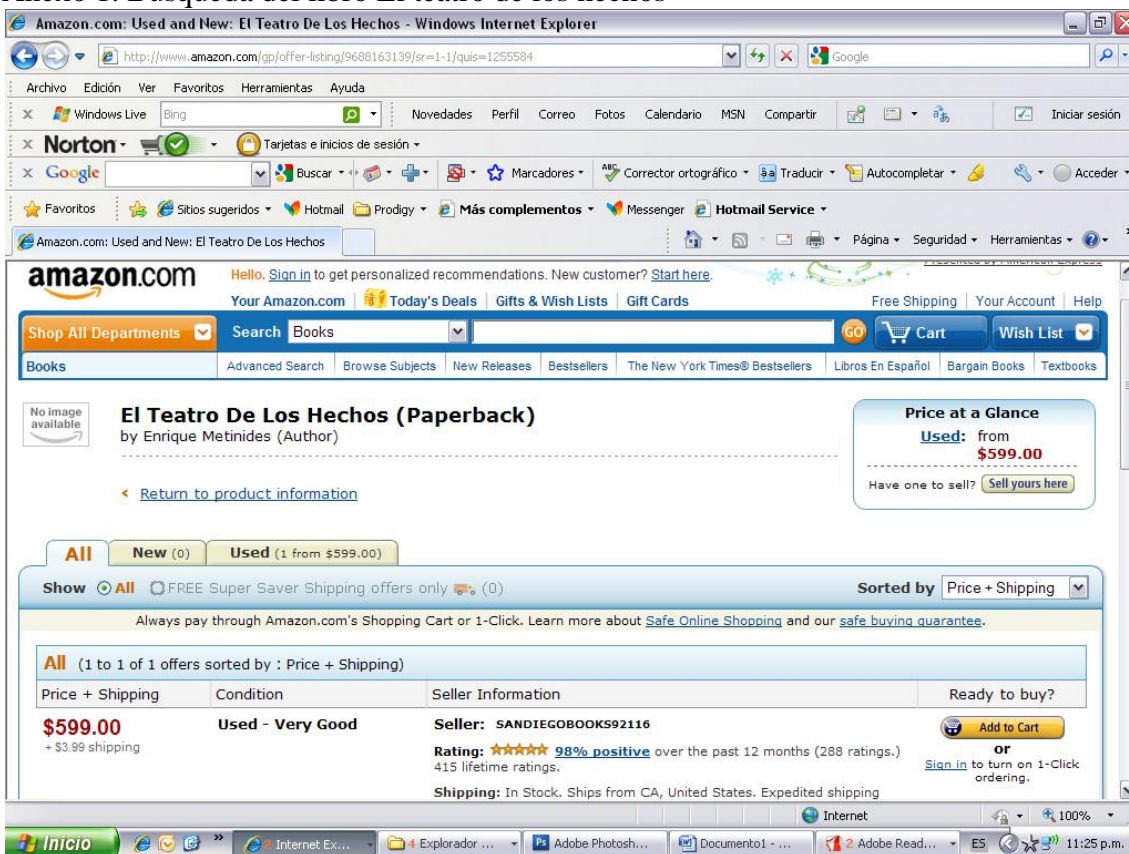 Anexo 1. Búsqueda del libro El teatro de los hechos
Amazon.com: Used and New: El Teatro De Los Hechos - Windows Internet Explorer
http://www.amazon.com/gp/offer-listing/9688163139/sr=1-1/quis=1255584
Google
Archivo Edición Ver Favoritos Herramientas Ayuda
x Windows Live Bing Novedades Perfil Correo Fotos Calendario MSN Compartir Iniciar sesión
x Norton Tarjetas e inicios de sesión
x Google Buscar Marcadores Corrector ortográfico Traducir Autocompletar Acceder
Favoritos Sitios sugeridos Hotmail Prodigy Más complementos Messenger Hotmail Service
Amazon.com: Used and New: El Teatro De Los Hechos Página Seguridad Herramientas
amazon.com Hello. Sign in to get personalized recommendations. New customer? Start here. Presented by American Express
Your Amazon.com Today's Deals Gifts & Wish Lists Gift Cards Free Shipping Your Account Help
Shop All Departments Search Books GO Cart Wish List
Books Advanced Search Browse Subjects New Releases Bestsellers The New York Times® Bestsellers Libros En Español Bargain Books Textbooks
No image available
El Teatro De Los Hechos (Paperback)
by Enrique Metinides (Author)
Return to product information
Price at a Glance
Used: from
$599.00
Have one to sell? Sell yours here
All New (0) Used (1 from $599.00)
Show All FREE Super Saver Shipping offers only (0) Sorted by Price + Shipping
Always pay through Amazon.com's Shopping Cart or 1-Click. Learn more about Safe Online Shopping and our safe buying guarantee.
All (1 to 1 of 1 offers sorted by : Price + Shipping)
Price + Shipping Condition Seller Information Ready to buy?
$599.00 Used - Very Good Seller: SANDIEGOBOOKS92116 Add to Cart
+ $3.99 shipping
Rating: 98% positive over the past 12 months (288 ratings.)
415 lifetime ratings.
or
Sign in to turn on 1-Click
ordering.
Shipping: In Stock. Ships from CA, United States. Expedited shipping
Internet 100%
Inicio 2 Internet Ex... 4 Explorador ... Adobe Photosh... Documento1 - ... 2 Adobe Read... ES 11:25 p.m.